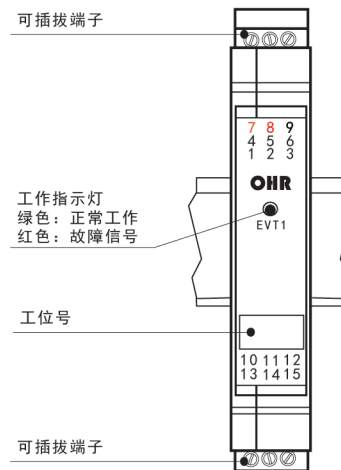 可插拔端子
7 8 9
4 5 6
1 2 3
OHR
EVT1
工作指示灯
绿色：正常工作
红色：故障信号
工位号
10 11 12
13 14 15
可插拔端子